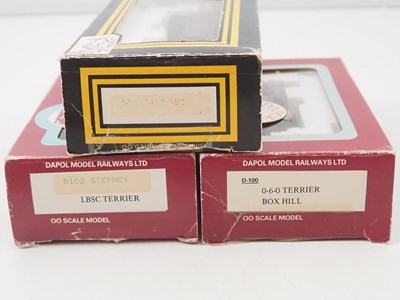 DAPOL MODEL RAILWAYS LTD
D102 STEPNEY
LBSC TERRIER
OO SCALE MODEL
DAPOL MODEL RAILWAYS LTD
D-100
0-6-0 TERRIER
BOX HILL
OO SCALE MODEL